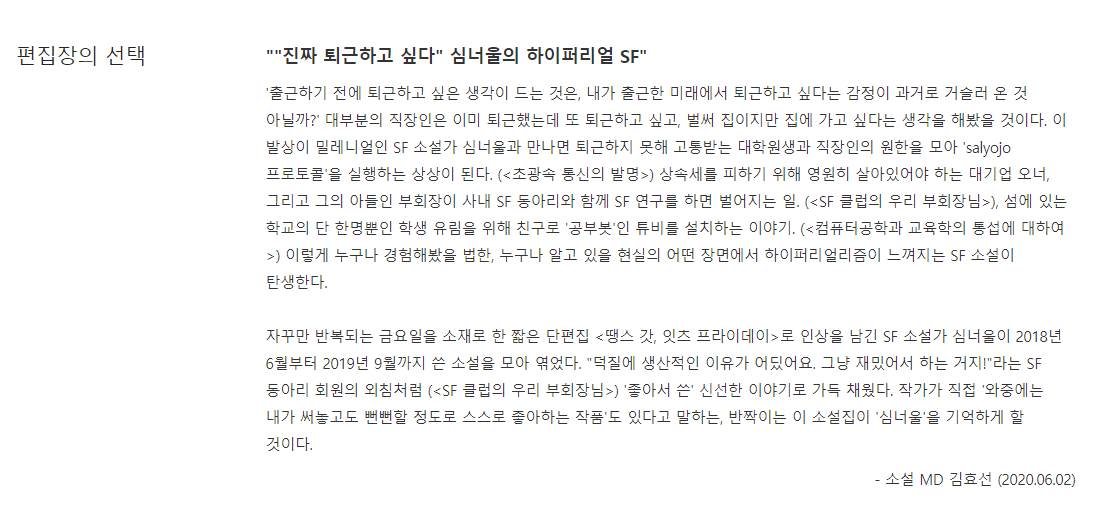 편집장의 선택
""진짜 퇴근하고 싶다" 심너울의 하이퍼리얼 SF"
'출근하기 전에 퇴근하고 싶은 생각이 드는 것은, 내가 출근한 미래에서 퇴근하고 싶다는 감정이 과거로 거슬러 온 것
아닐까?' 대부분의 직장인은 이미 퇴근했는데 또 퇴근하고 싶고, 벌써 집이지만 집에 가고 싶다는 생각을 해봤을 것이다. 이
발상이 밀레니얼인 SF 소설가 심너울과 만나면 퇴근하지 못해 고통받는 대학원생과 직장인의 원한을 모아 'salyojo
프로토콜'을 실행하는 상상이 된다. (<초광속 통신의 발명>) 상속세를 피하기 위해 영원히 살아있어야 하는 대기업 오너,
그리고 그의 아들인 부회장이 사내 SF 동아리와 함께 SF 연구를 하면 벌어지는 일. (<SF 클럽의 우리 부회장님>), 섬에 있는
학교의 단 한명뿐인 학생 유림을 위해 친구로 '공부봇'인 튜비를 설치하는 이야기. (<컴퓨터공학과 교육학의 통섭에 대하여
>) 이렇게 누구나 경험해봤을 법한, 누구나 알고 있을 현실의 어떤 장면에서 하이퍼리얼리즘이 느껴지는 SF 소설이
탄생한다.
자꾸만 반복되는 금요일을 소재로 한 짧은 단편집 <땡스 갓, 잇츠 프라이데이>로 인상을 남긴 SF 소설가 심너울이 2018년
6월부터 2019년 9월까지 쓴 소설을 모아 엮었다. "덕질에 생산적인 이유가 어딨어요. 그냥 재밌어서 하는 거지!"라는 SF
동아리 회원의 외침처럼 (<SF 클럽의 우리 부회장님>) '좋아서 쓴' 신선한 이야기로 가득 채웠다. 작가가 직접 '와중에는
내가 써놓고도 뻔뻔할 정도로 스스로 좋아하는 작품'도 있다고 말하는, 반짝이는 이 소설집이 '심너울'을 기억하게 할
것이다.
- 소설 MD 김효선 (2020.06.02)